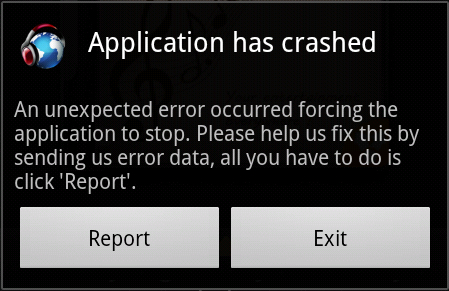 Application has crashed
An unexpected error occurred forcing the
application to stop. Please help us fix this by
sending us error data, all you have to do is
click 'Report'.
Report
Exit